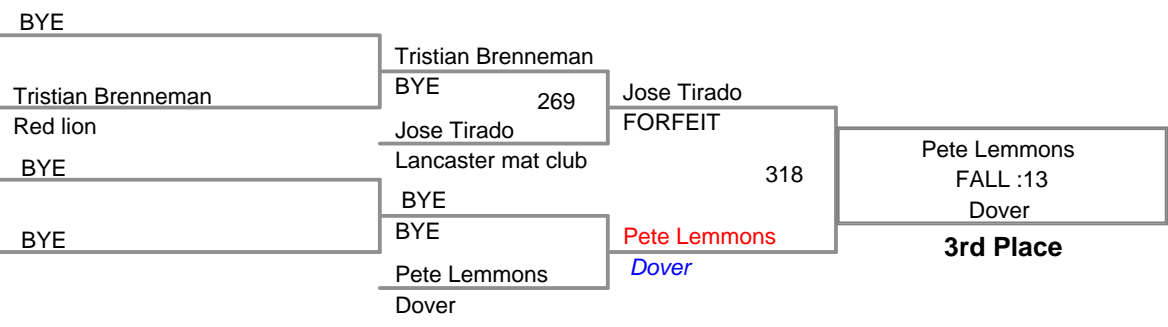 BYE
Tristian Brenneman
Red lion
BYE
BYE
Tristian Brenneman
BYE
269
Jose Tirado
Lancaster mat club
BYE
BYE
Pete Lemmons
Dover
Jose Tirado
FORFEIT
318
Pete Lemmons
Dover
Pete Lemmons
FALL :13
Dover
3rd Place